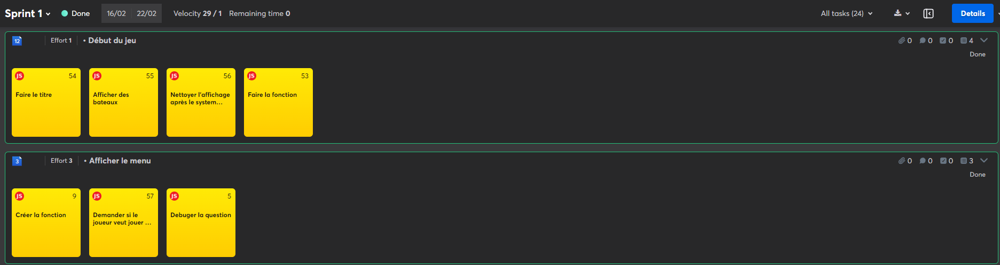 Sprint 1 Done 16/02 22/02 Velocity 29 / 1 Remaining time 0 All tasks (24) Details
12 Effort 1 • Début du jeu 0 0 0 4
Done
JS 54 JS 55 JS 56 JS 53
Faire le titre
Afficher des
bateaux
Nettoyer l'affichage
après le system...
Faire la fonction
3 Effort 3 • Afficher le menu 0 0 0 3
Done
JS 9 JS 57 JS 5
Créer la fonction
Demander si le
joueur veut jouer ...
Debuger la question